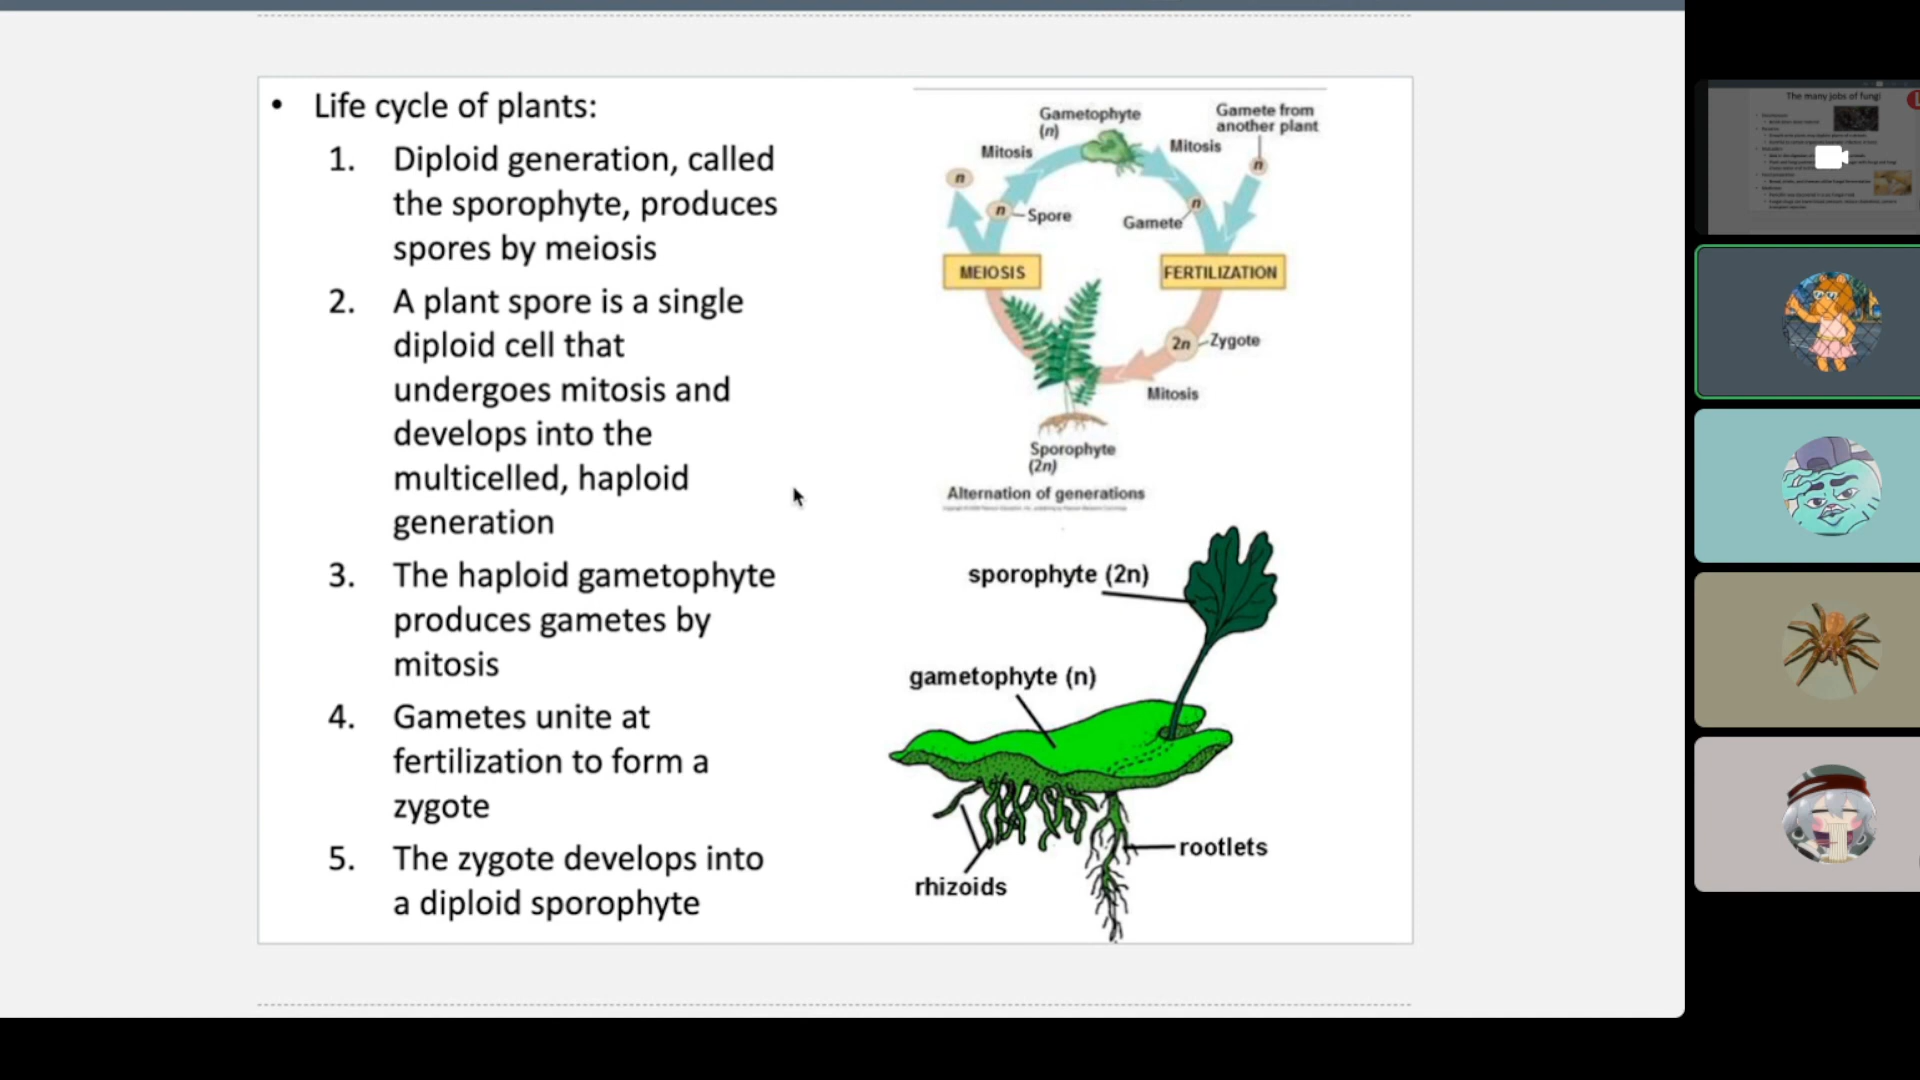 • Life cycle of plants:
1. Diploid generation, called
the sporophyte, produces
spores by meiosis
2. A plant spore is a single
diploid cell that
undergoes mitosis and
develops into the
multicelled, haploid
generation
3. The haploid gametophyte
produces gametes by
mitosis
4. Gametes unite at
fertilization to form a
zygote
5. The zygote develops into
a diploid sporophyte
Gametophyte
(n)
Gamete from
another plant
Mitosis
Mitosis
n
n
n
Spore
n
Gamete
MEIOSIS
FERTILIZATION
2n
Zygote
Mitosis
Sporophyte
(2n)
Alternation of generations
sporophyte (2n)
gametophyte (n)
rootlets
rhizoids
The many jobs of fungi